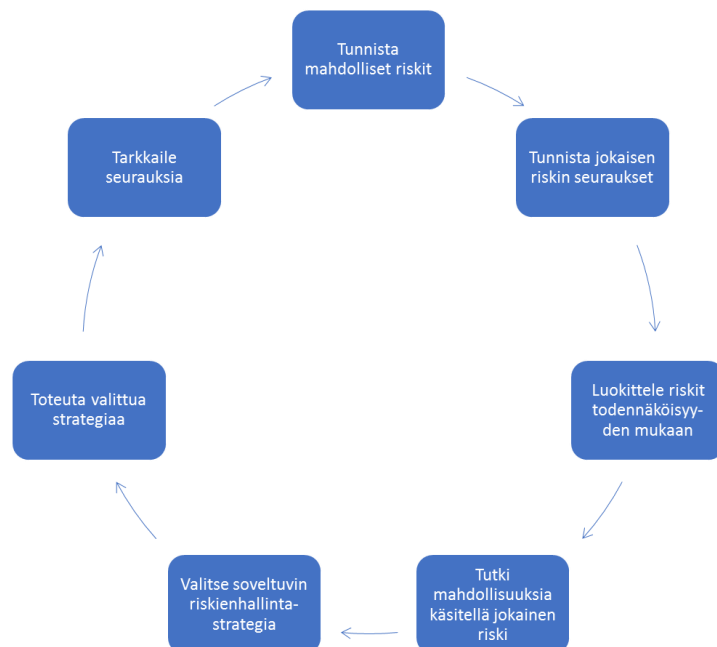 Tunnista
mahdolliset riskit
Tunnista jokaisen
riskin seuraukset
Luokittele riskit
todennäköisyy-
den mukaan
Tutki
mahdollisuuksia
käsitellä jokainen
riski
Valitse soveltuvin
riskienhallinta-
strategia
Toteuta valittua
strategiaa
Tarkkaile
seurauksia